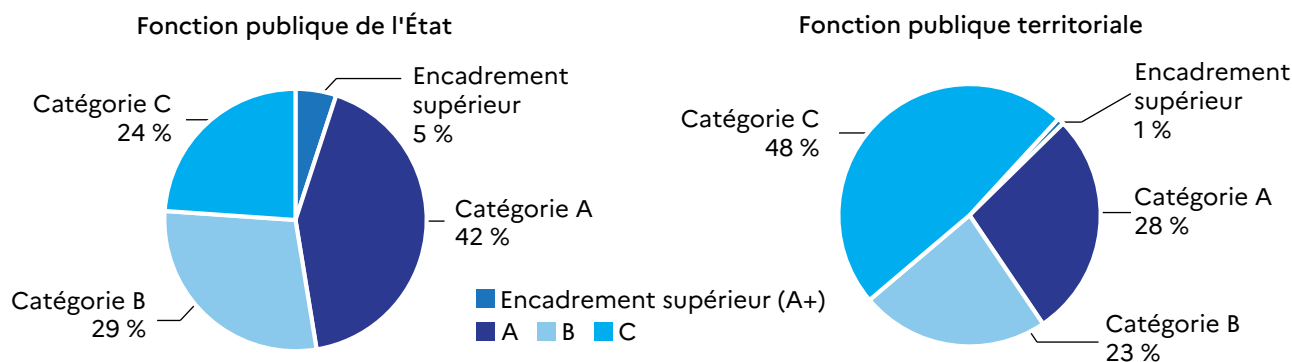 Fonction publique de l'État
Encadrement
supérieur
5 %
Catégorie A
42 %
Catégorie B
29 %
Catégorie C
24 %
Encadrement supérieur (A+)
A B C
Fonction publique territoriale
Encadrement
supérieur
1 %
Catégorie A
28 %
Catégorie B
23 %
Catégorie C
48 %